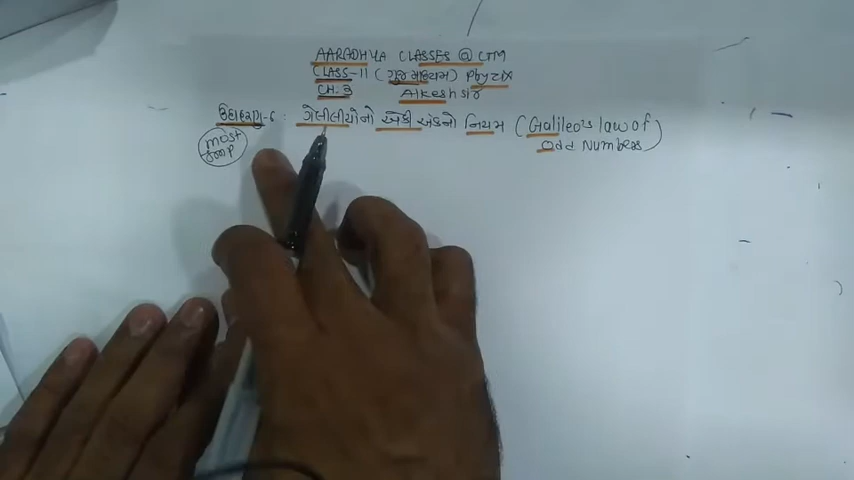 AARADHYA CLASSES @ CTM
CLASS-11 (ગુજ માધ્યમ) Phyzix
CH. 3 Alkesh sir
ઉદાહરણ-6 : ગેલીલીયોનો એકી અંકનો નિયમ (Galileo's law of
odd Numbers)
most
Imp